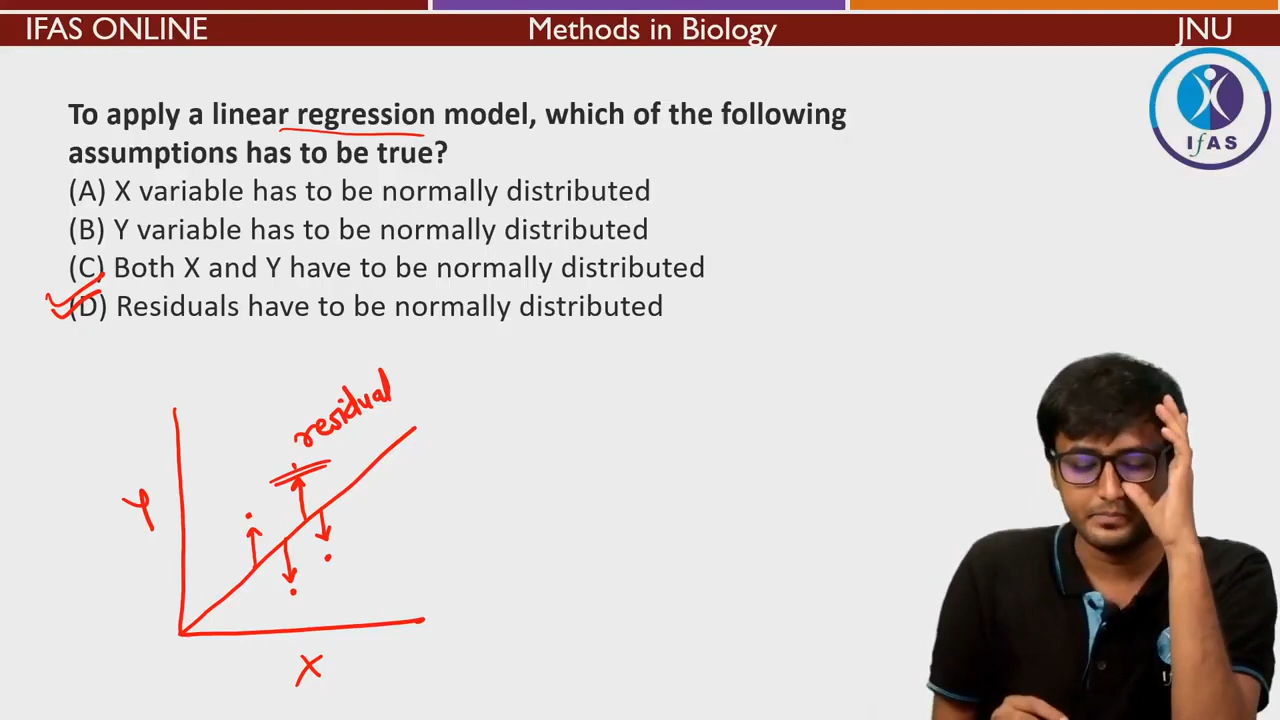 IFAS ONLINE
Methods in Biology
JNU
IfAS
To apply a linear regression model, which of the following
assumptions has to be true?
(A) X variable has to be normally distributed
(B) Y variable has to be normally distributed
(C) Both X and Y have to be normally distributed
(D) Residuals have to be normally distributed
residual
Y
X